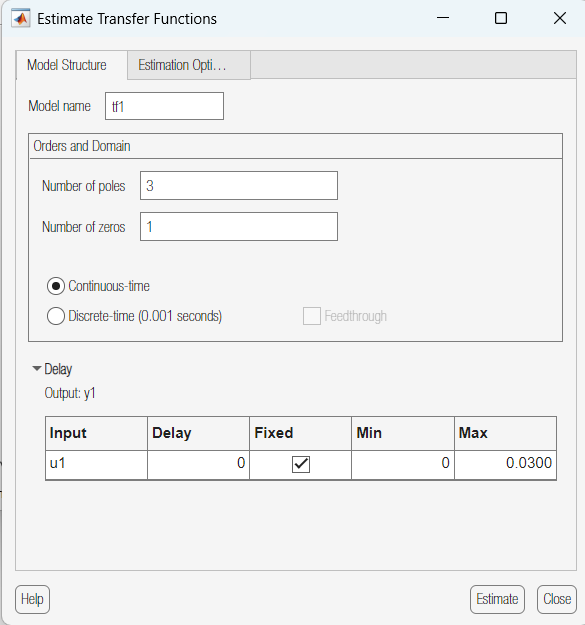 Estimate Transfer Functions
Model Structure Estimation Opti...
Model name tf1
Orders and Domain
Number of poles 3
Number of zeros 1
Continuous-time
Discrete-time (0.001 seconds) Feedthrough
Delay
Output: y1
Input Delay Fixed Min Max
u1 0 0 0.0300
Help Estimate Close